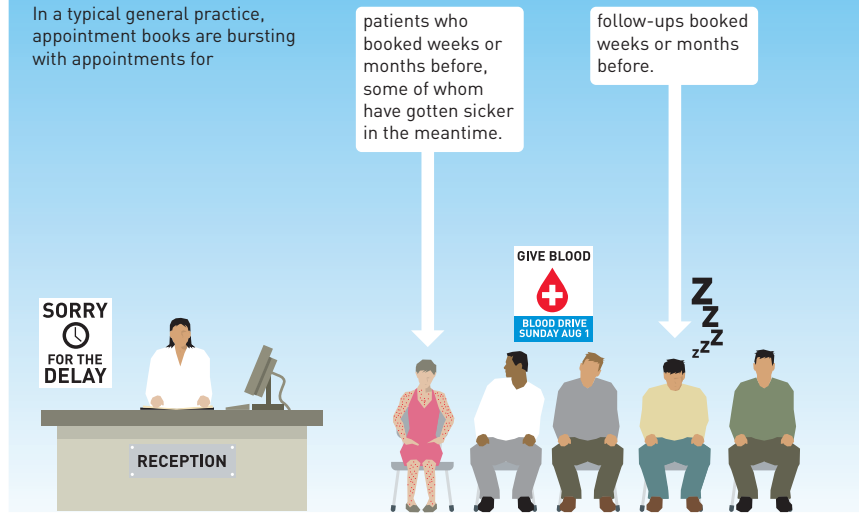 In a typical general practice,
appointment books are bursting
with appointments for
patients who
booked weeks or
months before,
some of whom
have gotten sicker
in the meantime.
follow-ups booked
weeks or months
before.
GIVE BLOOD
BLOOD DRIVE
SUNDAY AUG 1
SORRY
FOR THE
DELAY
Z
Z
Z
z
z
RECEPTION